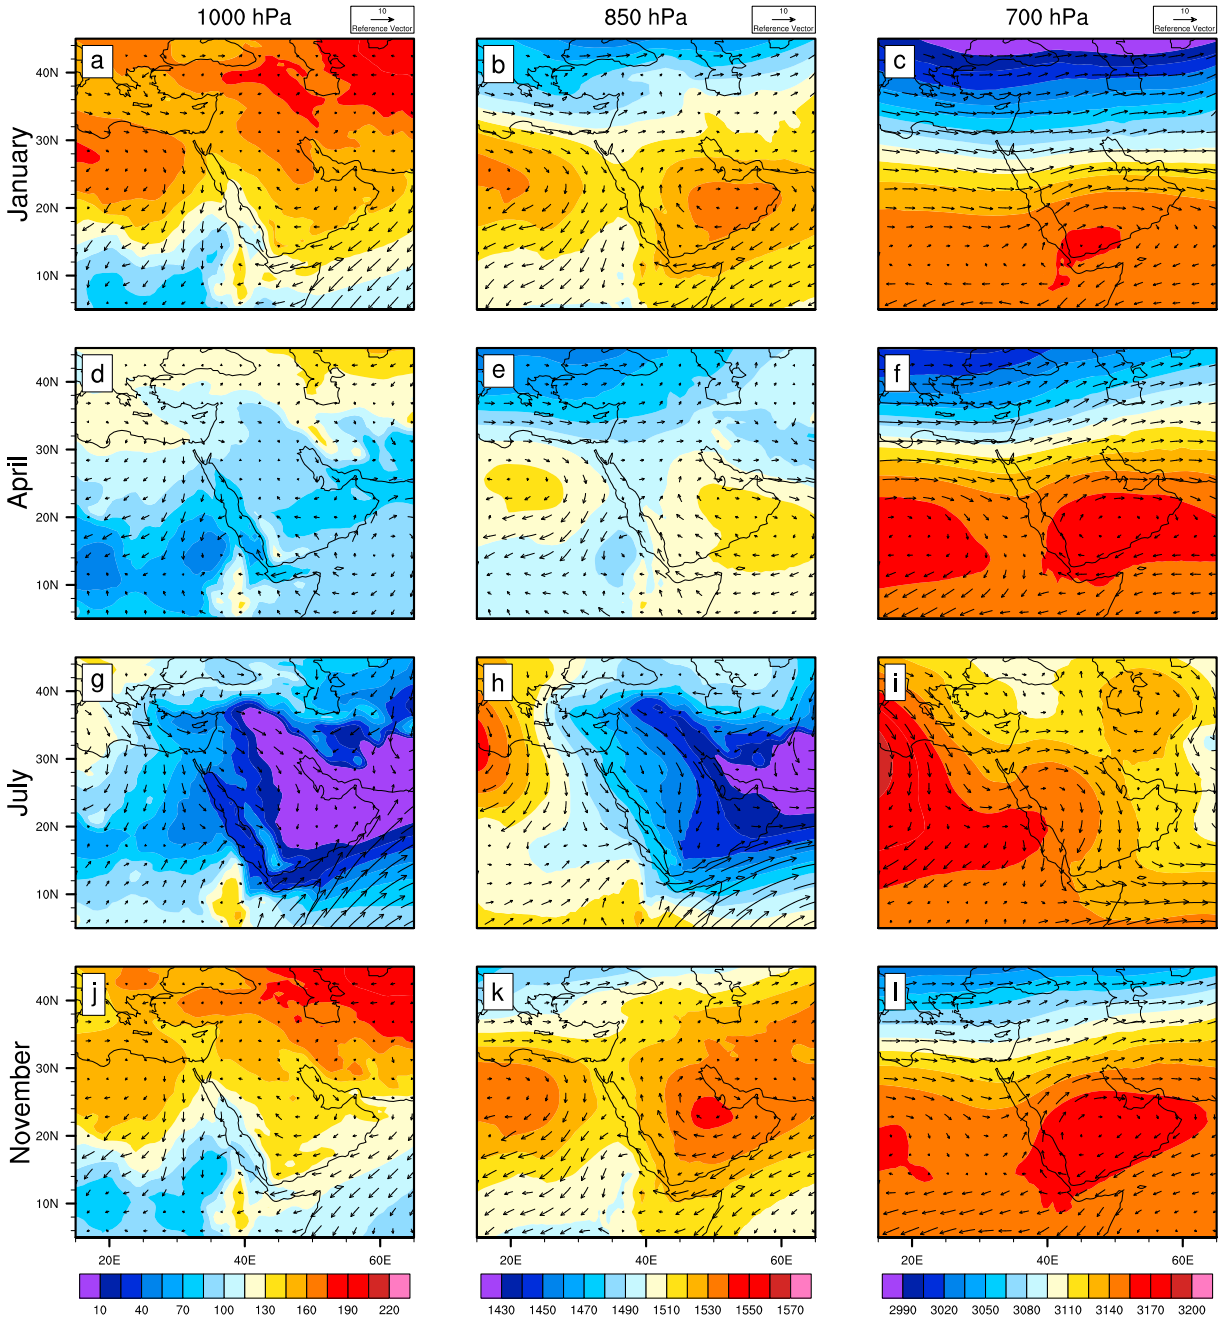 1000 hPa
10
Reference Vector
850 hPa
10
Reference Vector
700 hPa
10
Reference Vector
January
a
40N
30N
20N
10N
b
c
April
d
40N
30N
20N
10N
e
f
July
g
40N
30N
20N
10N
h
i
November
j
40N
30N
20N
10N
k
l
20E 40E 60E
20E 40E 60E
20E 40E 60E
10 40 70 100 130 160 190 220
1430 1450 1470 1490 1510 1530 1550 1570
2990 3020 3050 3080 3110 3140 3170 3200